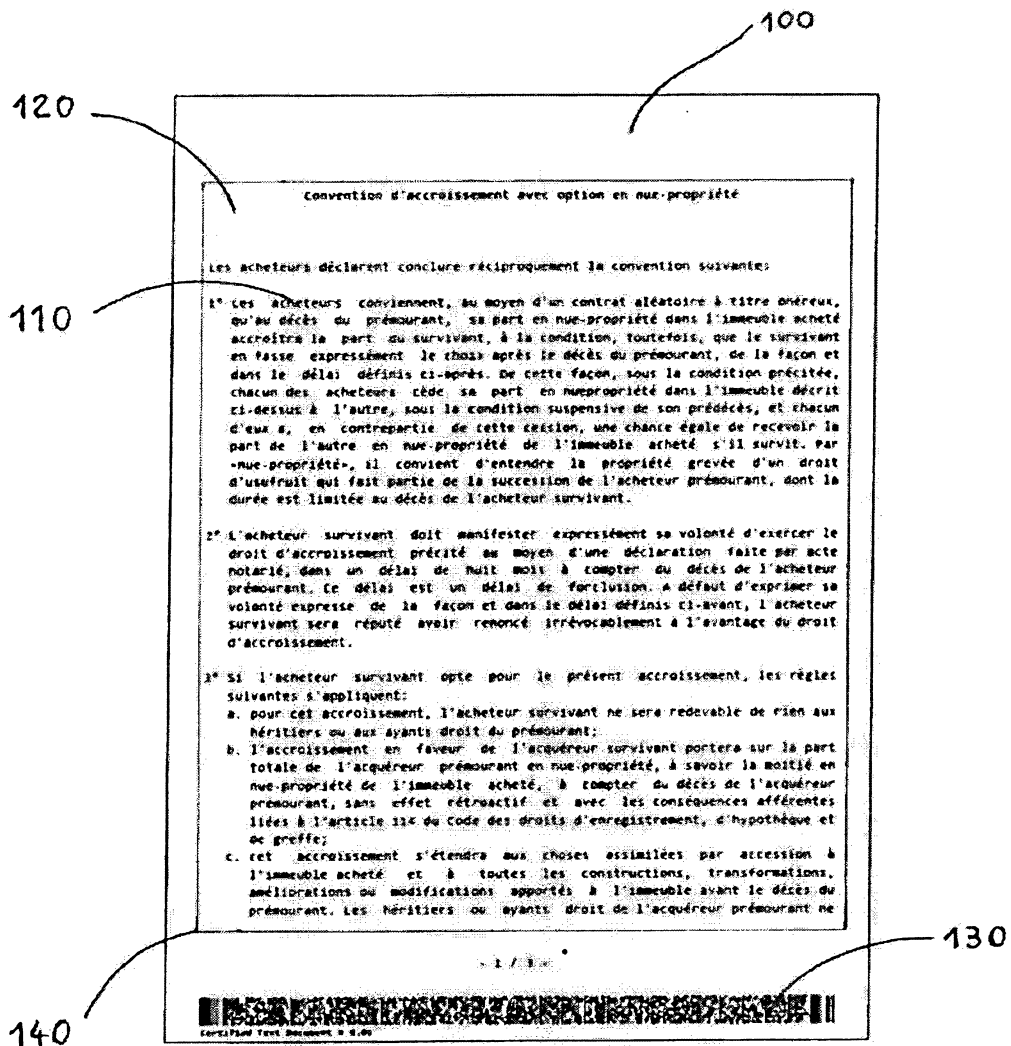 100
120
Convention d'accroissement avec option en nue-propriété
Les acheteurs déclarent conclure réciproquement la convention suivante:
110
1° Les acheteurs conviennent, au moyen d'un contrat aléatoire à titre onéreux,
qu'au décès du prémourant, sa part en nue-propriété dans l'immeuble acheté
accroîtra la part du survivant, à la condition, toutefois, que le survivant
en fasse expressément le choix après le décès du prémourant, de la façon et
dans le délai définis ci-après. De cette façon, sous la condition précitée,
chacun des acheteurs cède sa part en nuepropriété dans l'immeuble décrit
ci-dessus à l'autre, sous la condition suspensive de son prédécès, et chacun
d'eux a, en contrepartie de cette cession, une chance égale de recevoir la
part de l'autre en nue-propriété de l'immeuble acheté s'il survit. Par
«nue-propriété», il convient d'entendre la propriété grevée d'un droit
d'usufruit qui fait partie de la succession de l'acheteur prémourant, dont la
durée est limitée au décès de l'acheteur survivant.
2° L'acheteur survivant doit manifester expressément sa volonté d'exercer le
droit d'accroissement précité au moyen d'une déclaration faite par acte
notarié, dans un délai de huit mois à compter du décès de l'acheteur
prémourant. Ce délai est un délai de forclusion. A défaut d'exprimer sa
volonté expresse de la façon et dans le délai définis ci-avant, l'acheteur
survivant sera réputé avoir renoncé irrévocablement à l'avantage du droit
d'accroissement.
3° Si l'acheteur survivant opte pour le présent accroissement, les règles
suivantes s'appliquent:
a. pour cet accroissement, l'acheteur survivant ne sera redevable de rien aux
héritiers ou aux ayants droit du prémourant;
b. l'accroissement en faveur de l'acquéreur survivant portera sur la part
totale de l'acquéreur prémourant en nue-propriété, à savoir la moitié en
nue-propriété de l'immeuble acheté, à compter du décès de l'acquéreur
prémourant, sans effet rétroactif et avec les conséquences afférentes
liées à l'article du Code des droits d'enregistrement, d'hypothèque et
de greffe;
c. cet accroissement s'étendra aux choses assimilées par accession à
l'immeuble acheté et à toutes les constructions, transformations,
améliorations ou modifications apportés à l'immeuble avant le décès du
prémourant. Les héritiers ou ayants droit de l'acquéreur prémourant ne
- 1 / 3 -
130
140
Certified Text Document